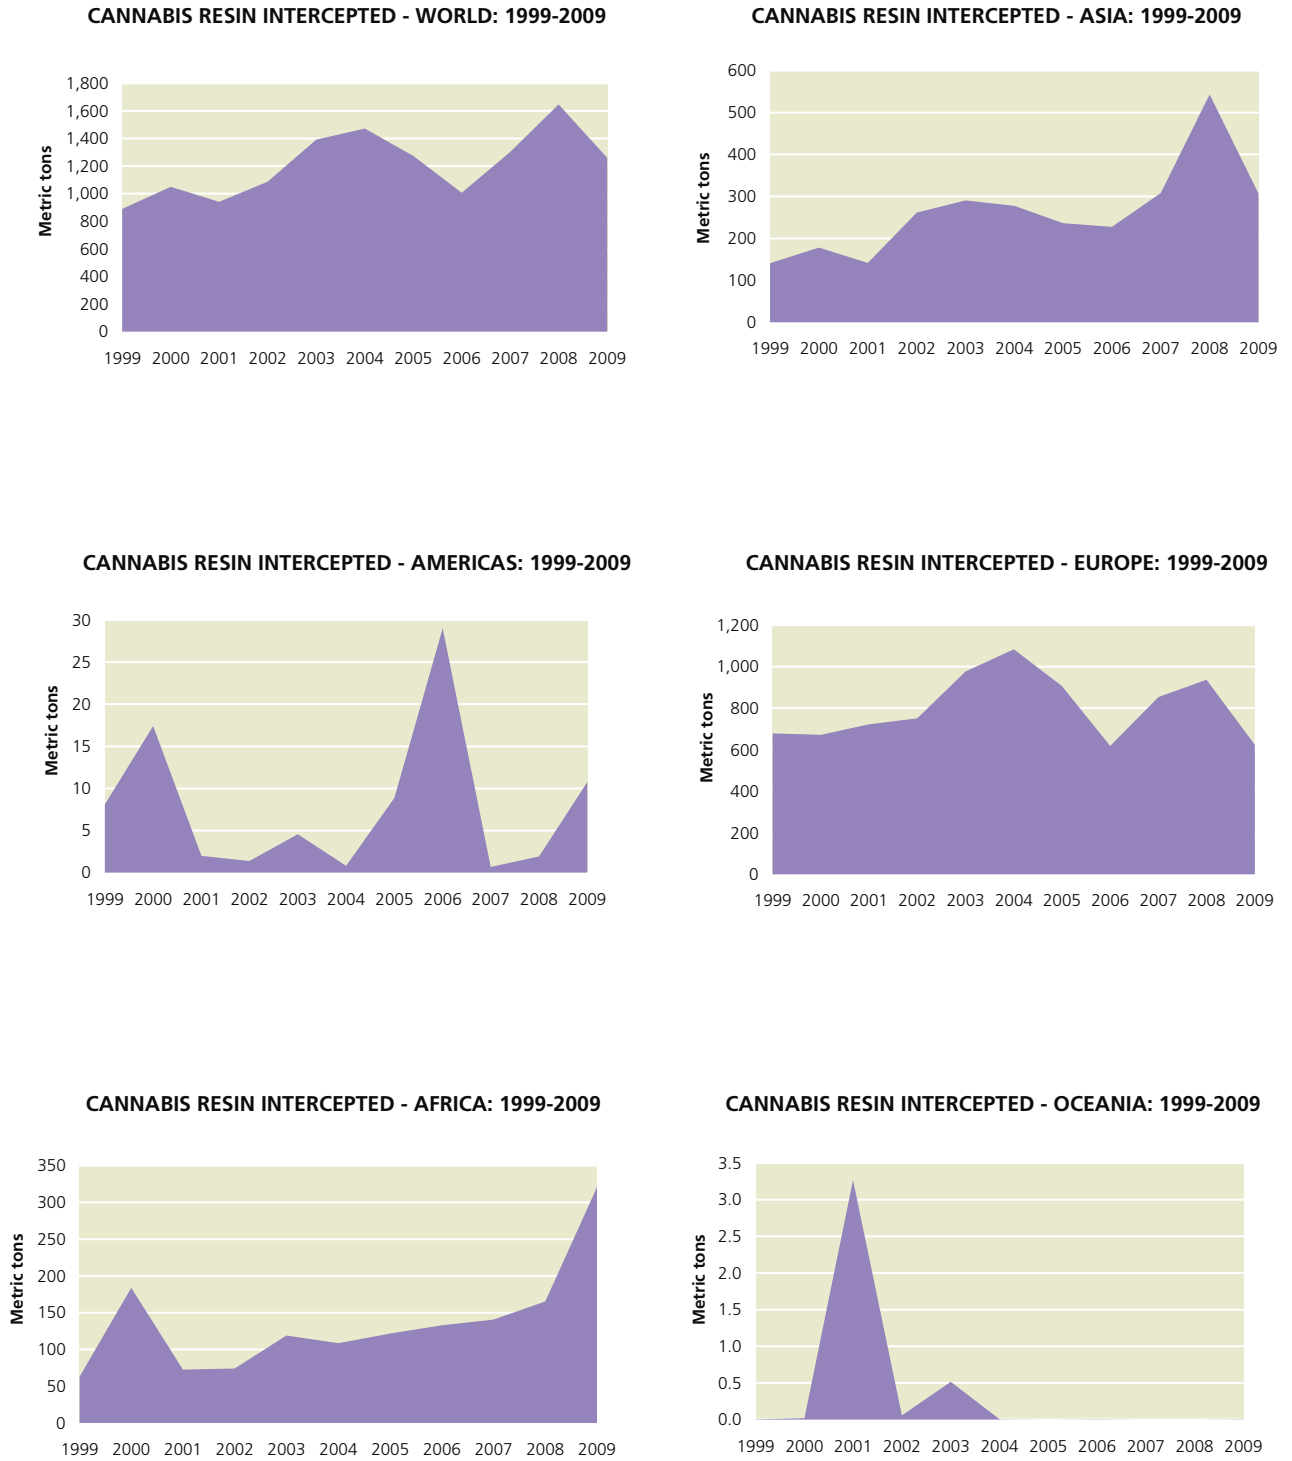 CANNABIS RESIN INTERCEPTED - WORLD: 1999-2009
Metric tons
1,800
1,600
1,400
1,200
1,000
800
600
400
200
0
1999 2000 2001 2002 2003 2004 2005 2006 2007 2008 2009
CANNABIS RESIN INTERCEPTED - ASIA: 1999-2009
Metric tons
600
500
400
300
200
100
0
1999 2000 2001 2002 2003 2004 2005 2006 2007 2008 2009
CANNABIS RESIN INTERCEPTED - AMERICAS: 1999-2009
Metric tons
30
25
20
15
10
5
0
1999 2000 2001 2002 2003 2004 2005 2006 2007 2008 2009
CANNABIS RESIN INTERCEPTED - EUROPE: 1999-2009
Metric tons
1,200
1,000
800
600
400
200
0
1999 2000 2001 2002 2003 2004 2005 2006 2007 2008 2009
CANNABIS RESIN INTERCEPTED - AFRICA: 1999-2009
Metric tons
350
300
250
200
150
100
50
0
1999 2000 2001 2002 2003 2004 2005 2006 2007 2008 2009
CANNABIS RESIN INTERCEPTED - OCEANIA: 1999-2009
Metric tons
3.5
3.0
2.5
2.0
1.5
1.0
0.5
0.0
1999 2000 2001 2002 2003 2004 2005 2006 2007 2008 2009